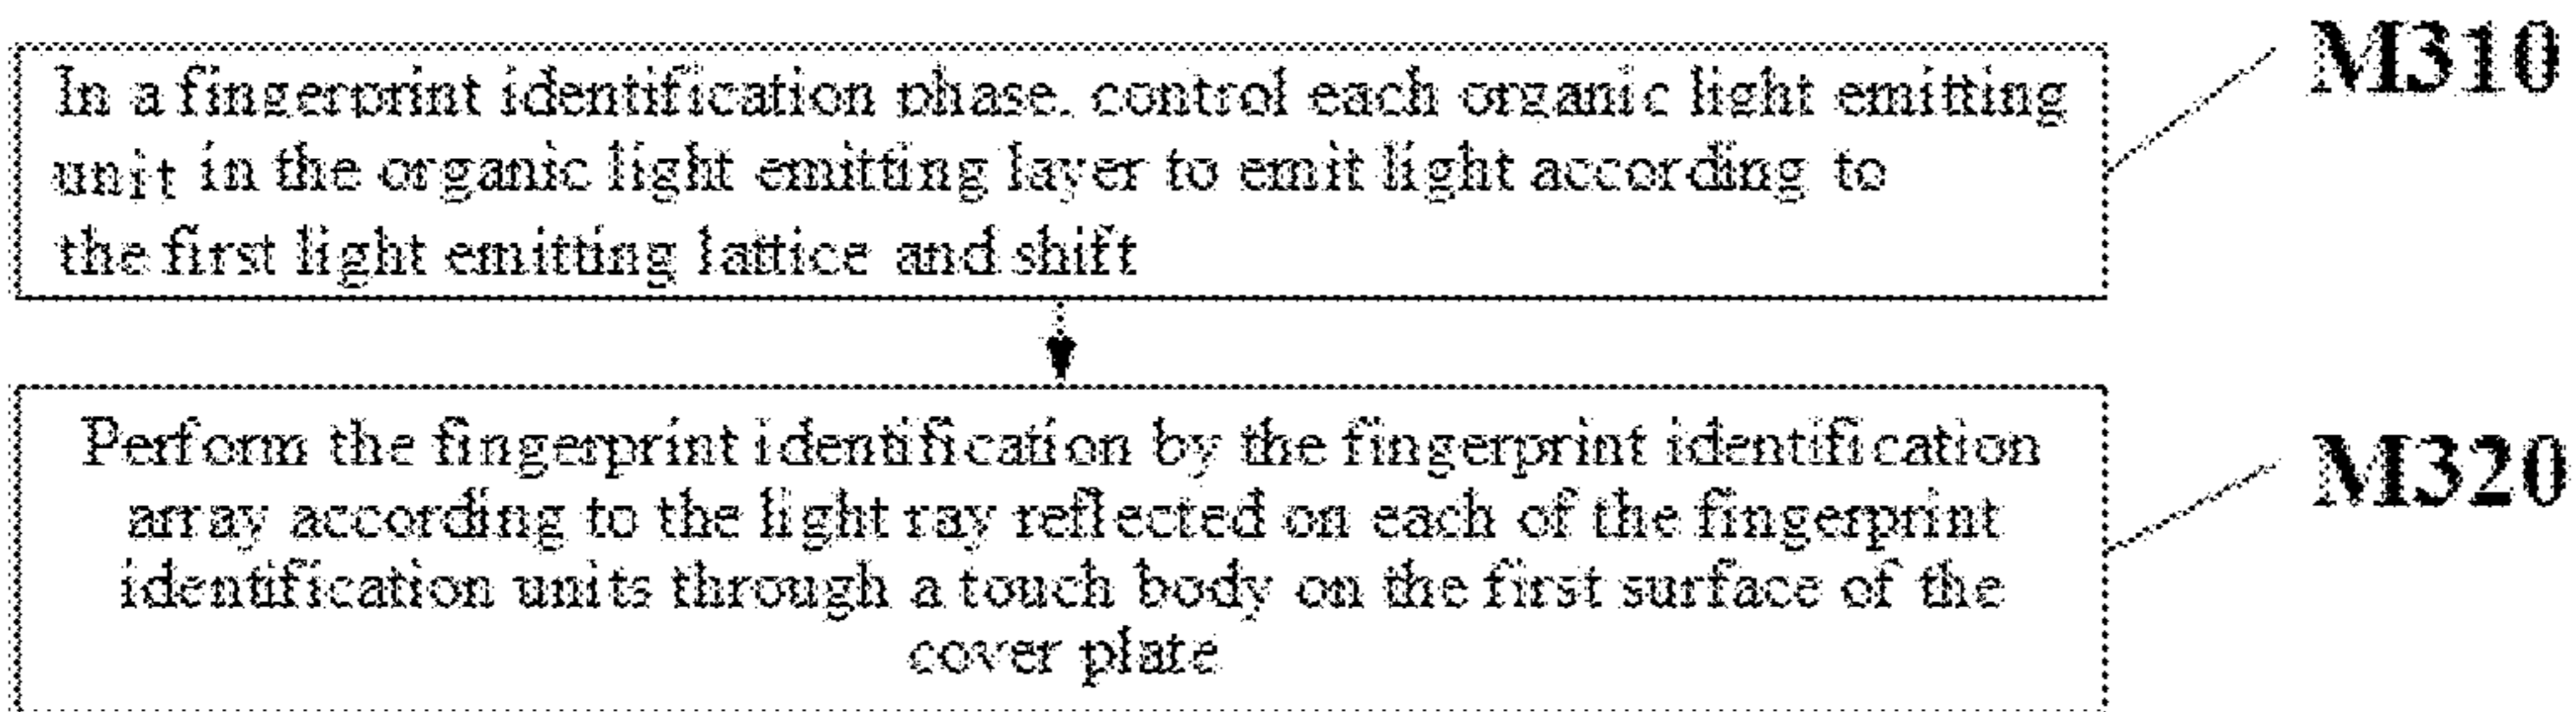 In a fingerprint identification phase, control each organic light emitting
unit in the organic light emitting layer to emit light according to
the first light emitting lattice and shift
M310
Perform the fingerprint identification by the fingerprint identification
array according to the light ray reflected on each of the fingerprint
identification units through a touch body on the first surface of the
cover plate
M320